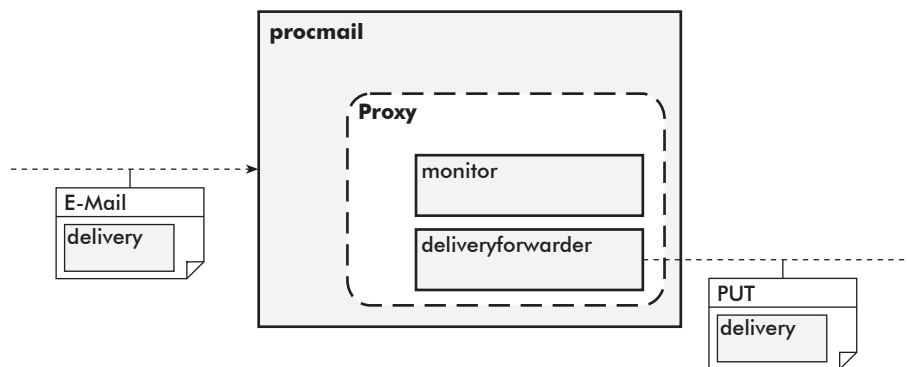 procmail
Proxy
monitor
E-Mail
delivery
deliveryforwarder
PUT
delivery